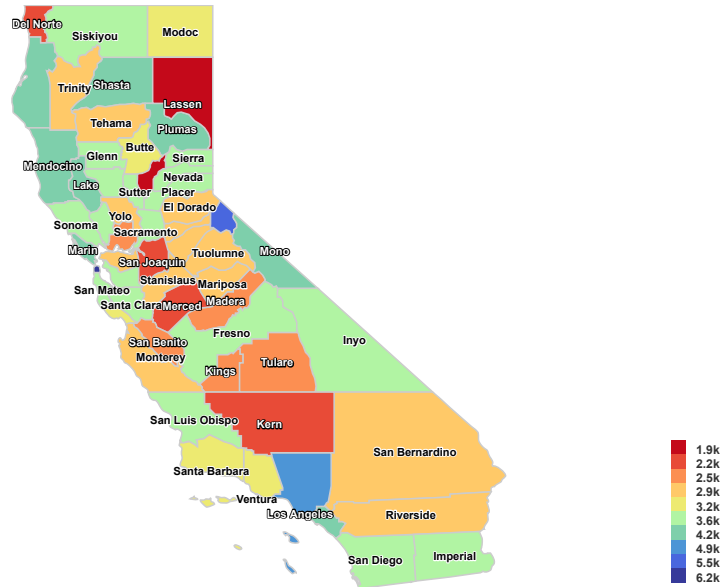 Del Norte
Siskiyou
Modoc
Trinity
Shasta
Lassen
Tehama
Plumas
Butte
Glenn
Sierra
Mendocino
Lake
Nevada
Sutter
Placer
Yolo
El Dorado
Sonoma
Sacramento
Marin
San Joaquin
Tuolumne
Mono
Stanislaus
Mariposa
San Mateo
Santa Clara
Merced
Madera
Fresno
Inyo
San Benito
Monterey
Kings
Tulare
San Luis Obispo
Kern
San Bernardino
Santa Barbara
Ventura
Los Angeles
Riverside
San Diego
Imperial
1.9k
2.2k
2.5k
2.9k
3.2k
3.6k
4.2k
4.9k
5.5k
6.2k